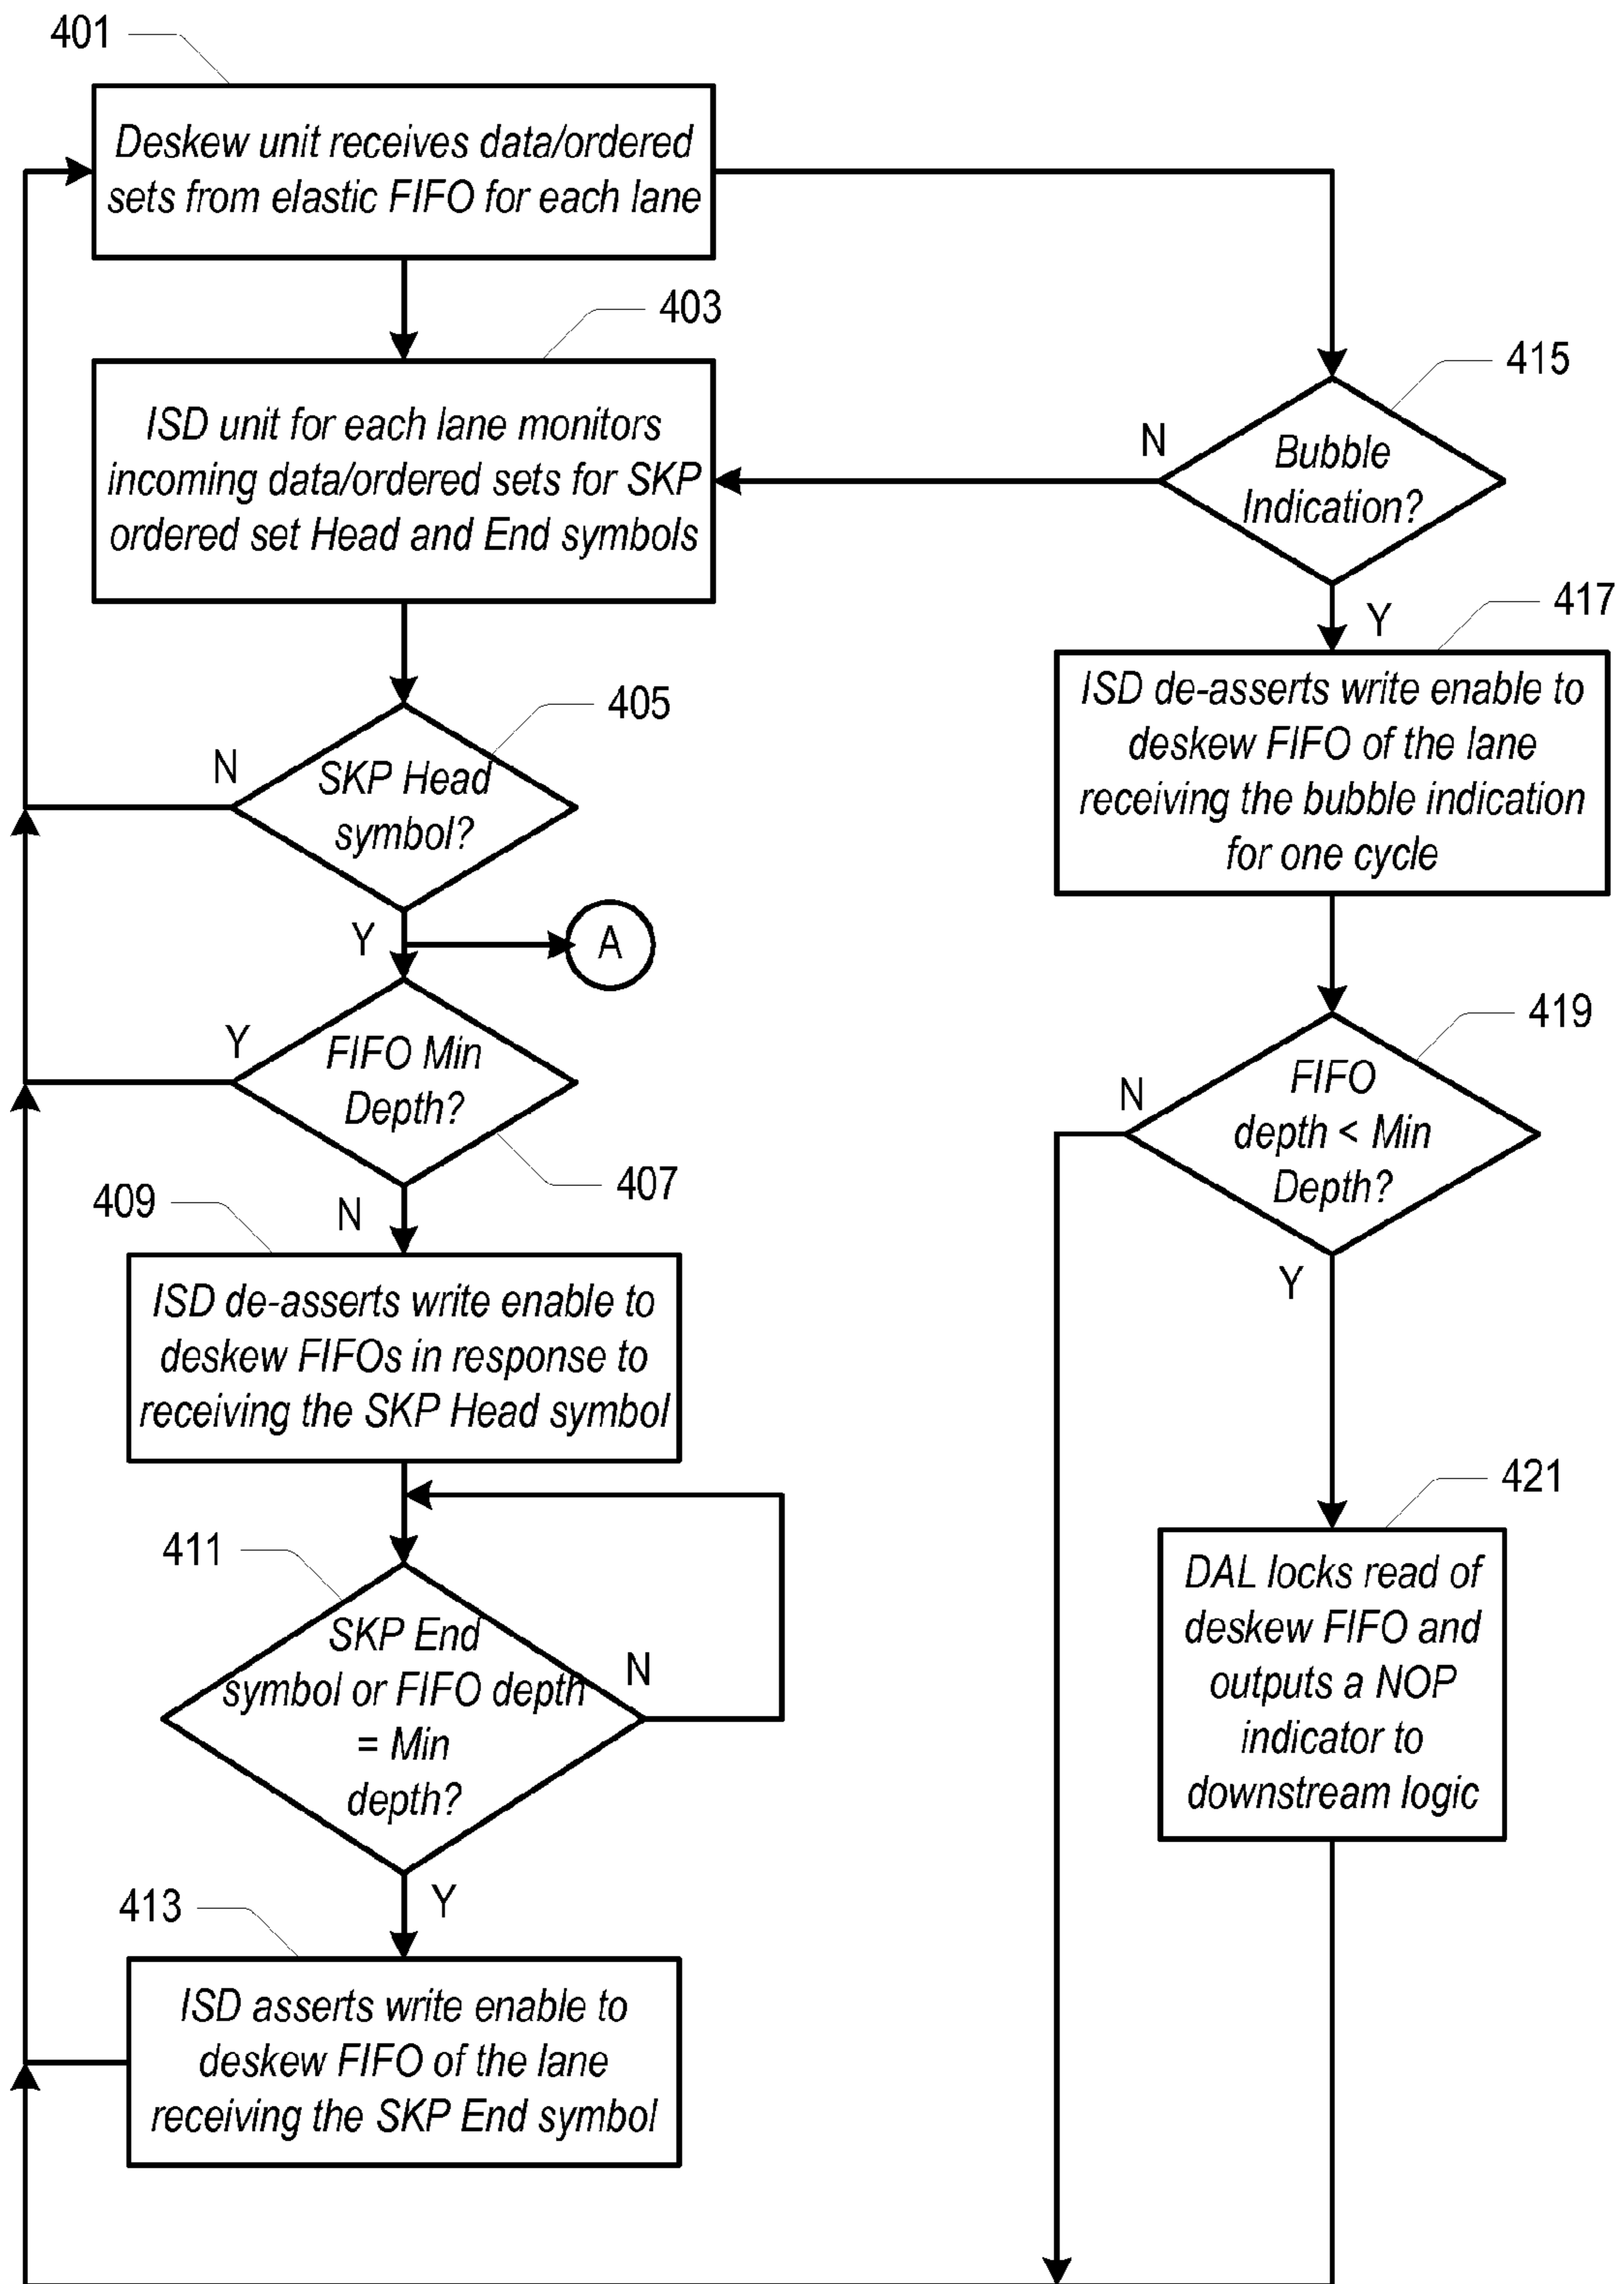 401
Deskew unit receives data/ordered
sets from elastic FIFO for each lane
403
ISD unit for each lane monitors
incoming data/ordered sets for SKP
ordered set Head and End symbols
405
N
SKP Head
symbol?
Y
A
Y
FIFO Min
Depth?
407
N
409
ISD de-asserts write enable to
deskew FIFOs in response to
receiving the SKP Head symbol
411
SKP End
symbol or FIFO depth
= Min
depth?
N
Y
413
ISD asserts write enable to
deskew FIFO of the lane
receiving the SKP End symbol
415
N
Bubble
Indication?
Y
417
ISD de-asserts write enable to
deskew FIFO of the lane
receiving the bubble indication
for one cycle
419
N
FIFO
depth < Min
Depth?
Y
421
DAL locks read of
deskew FIFO and
outputs a NOP
indicator to
downstream logic